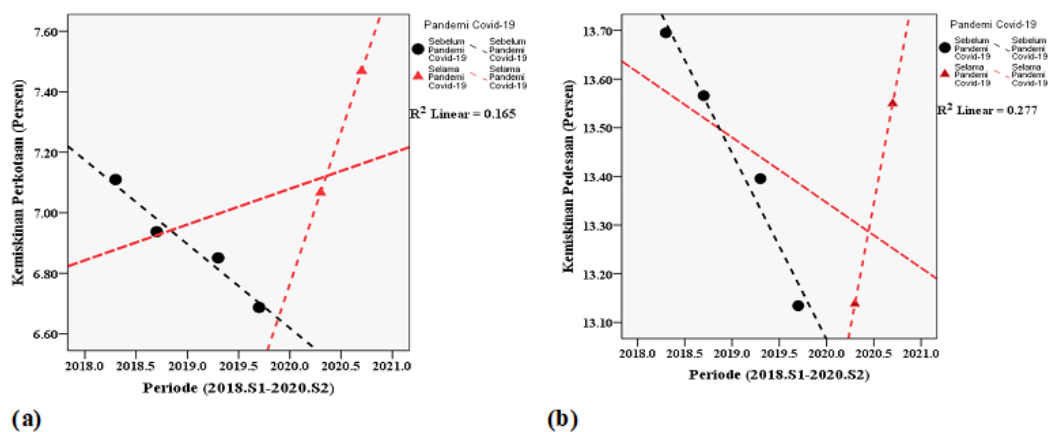 (a)
7.60
7.40
7.20
7.00
6.80
6.60
Kemiskinan Perkotaan (Persen)
2018.0 2018.5 2019.0 2019.5 2020.0 2020.5 2021.0
Periode (2018.S1-2020.S2)
Pandemi Covid-19
Sebelum Pandemi Covid-19
Sebelum Pandemi Covid-19
Selama Pandemi Covid-19
Selama Pandemi Covid-19
R² Linear = 0.165
(a)
(b)
13.70
13.60
13.50
13.40
13.30
13.20
13.10
Kemiskinan Pedesaan (Persen)
2018.0 2018.5 2019.0 2019.5 2020.0 2020.5 2021.0
Periode (2018.S1-2020.S2)
Pandemi Covid-19
Sebelum Pandemi Covid-19
Sebelum Pandemi Covid-19
Selama Pandemi Covid-19
Selama Pandemi Covid-19
R² Linear = 0.277
(b)